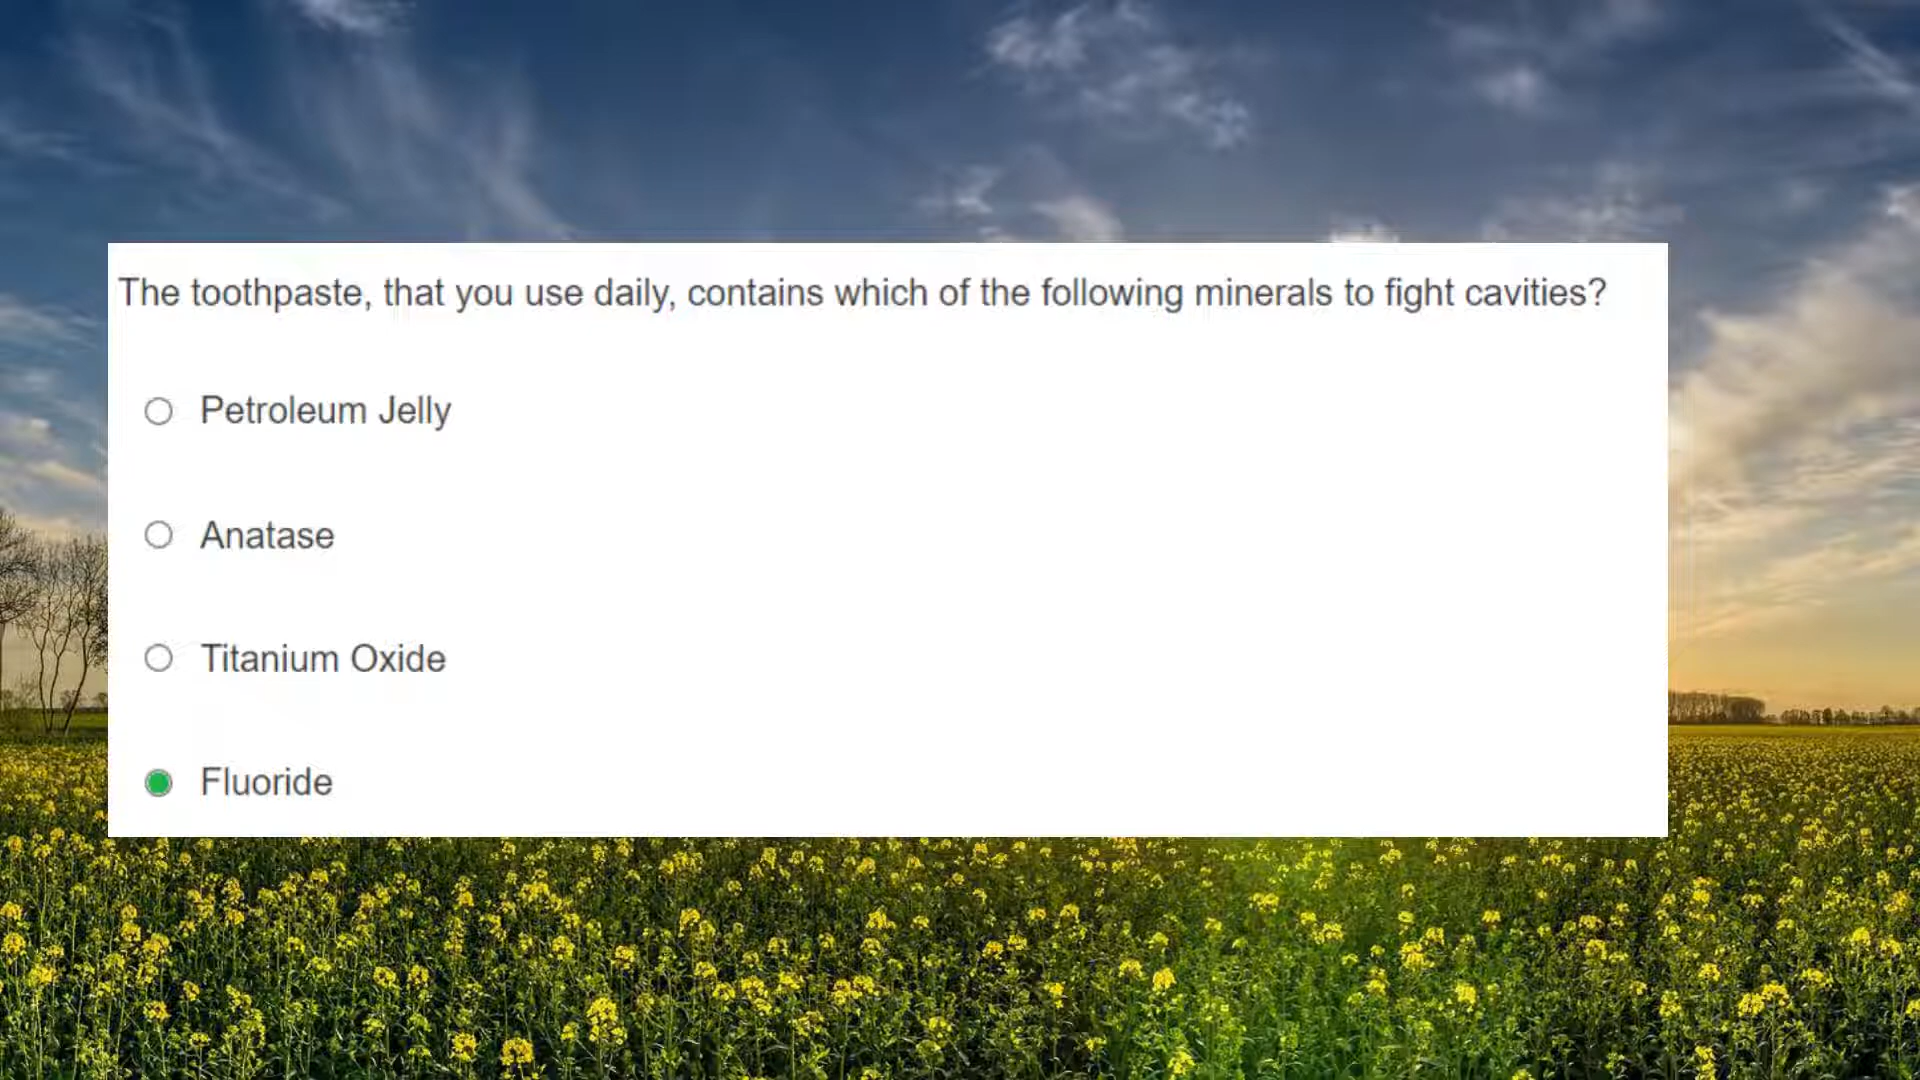 The toothpaste, that you use daily, contains which of the following minerals to fight cavities?
Petroleum Jelly
Anatase
Titanium Oxide
Fluoride